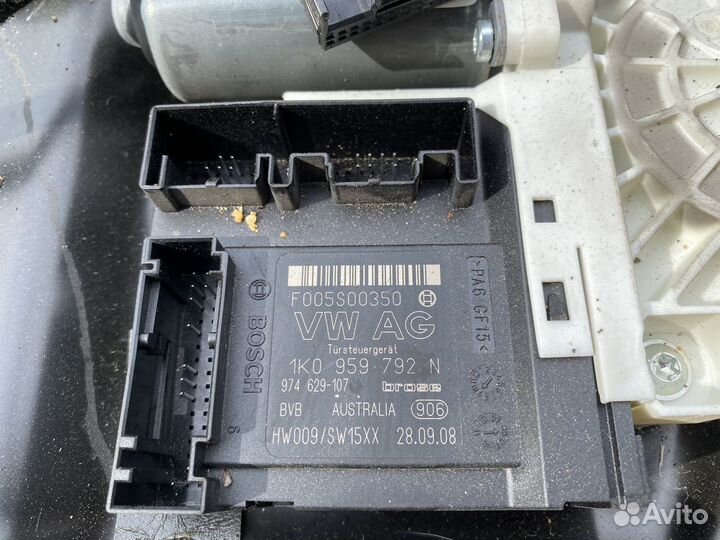 F005S00350
VW AG
Türsteuergerät
1K0 959 792 N
974 629-107 brose
BVB AUSTRALIA 906
HW009/SW15XX 28.09.08
BOSCH
6
>PA6 GF15<
Avito